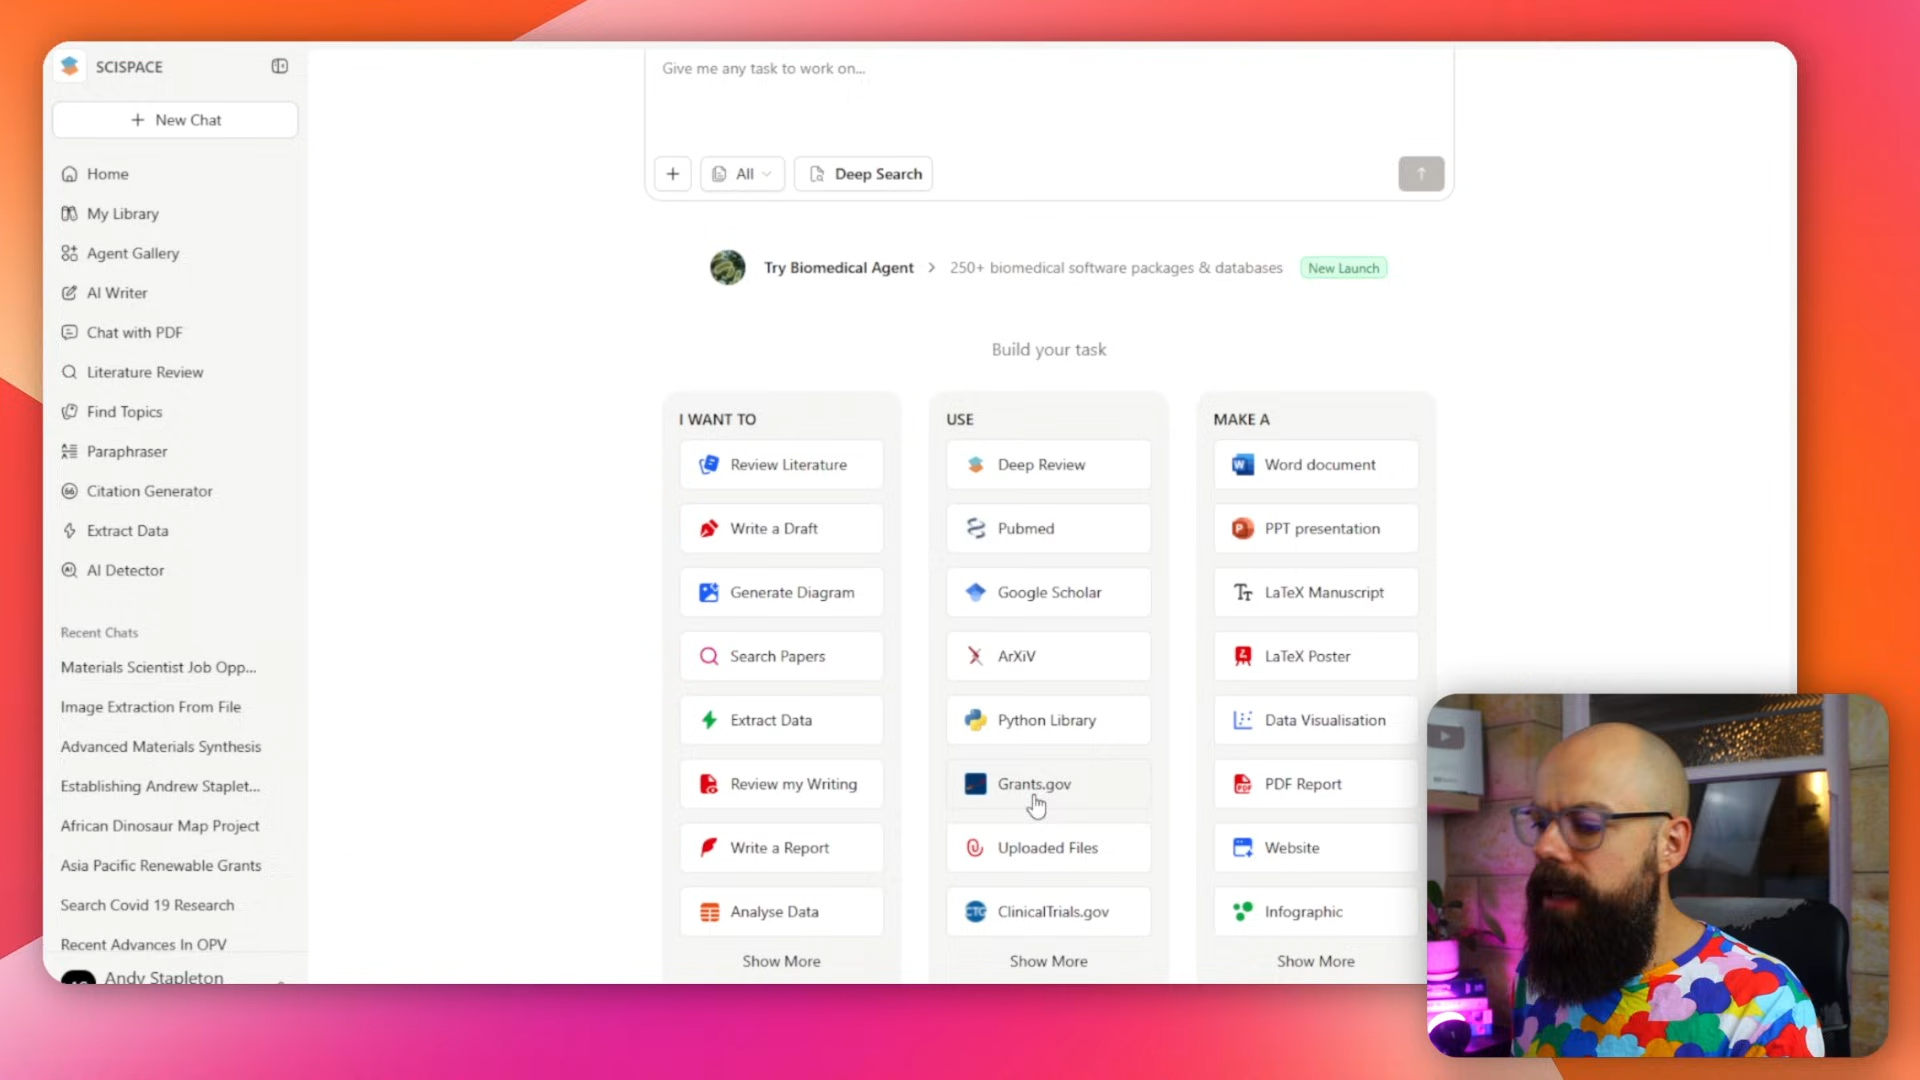 SCISPACE
New Chat
Home
My Library
Agent Gallery
AI Writer
Chat with PDF
Literature Review
Find Topics
Paraphraser
Citation Generator
Extract Data
AI Detector
Recent Chats
Materials Scientist Job Opp...
Image Extraction From File
Advanced Materials Synthesis
Establishing Andrew Staplet...
African Dinosaur Map Project
Asia Pacific Renewable Grants
Search Covid 19 Research
Recent Advances In OPV
Andy Stapleton
Give me any task to work on...
All
Deep Search
Try Biomedical Agent > 250+ biomedical software packages & databases New Launch
Build your task
I WANT TO
Review Literature
Write a Draft
Generate Diagram
Search Papers
Extract Data
Review my Writing
Write a Report
Analyse Data
Show More
USE
Deep Review
Pubmed
Google Scholar
ArXiV
Python Library
Grants.gov
Uploaded Files
CTG ClinicalTrials.gov
Show More
MAKE A
Word document
PPT presentation
LaTeX Manuscript
LaTeX Poster
Data Visualisation
PDF Report
Website
Infographic
Show More